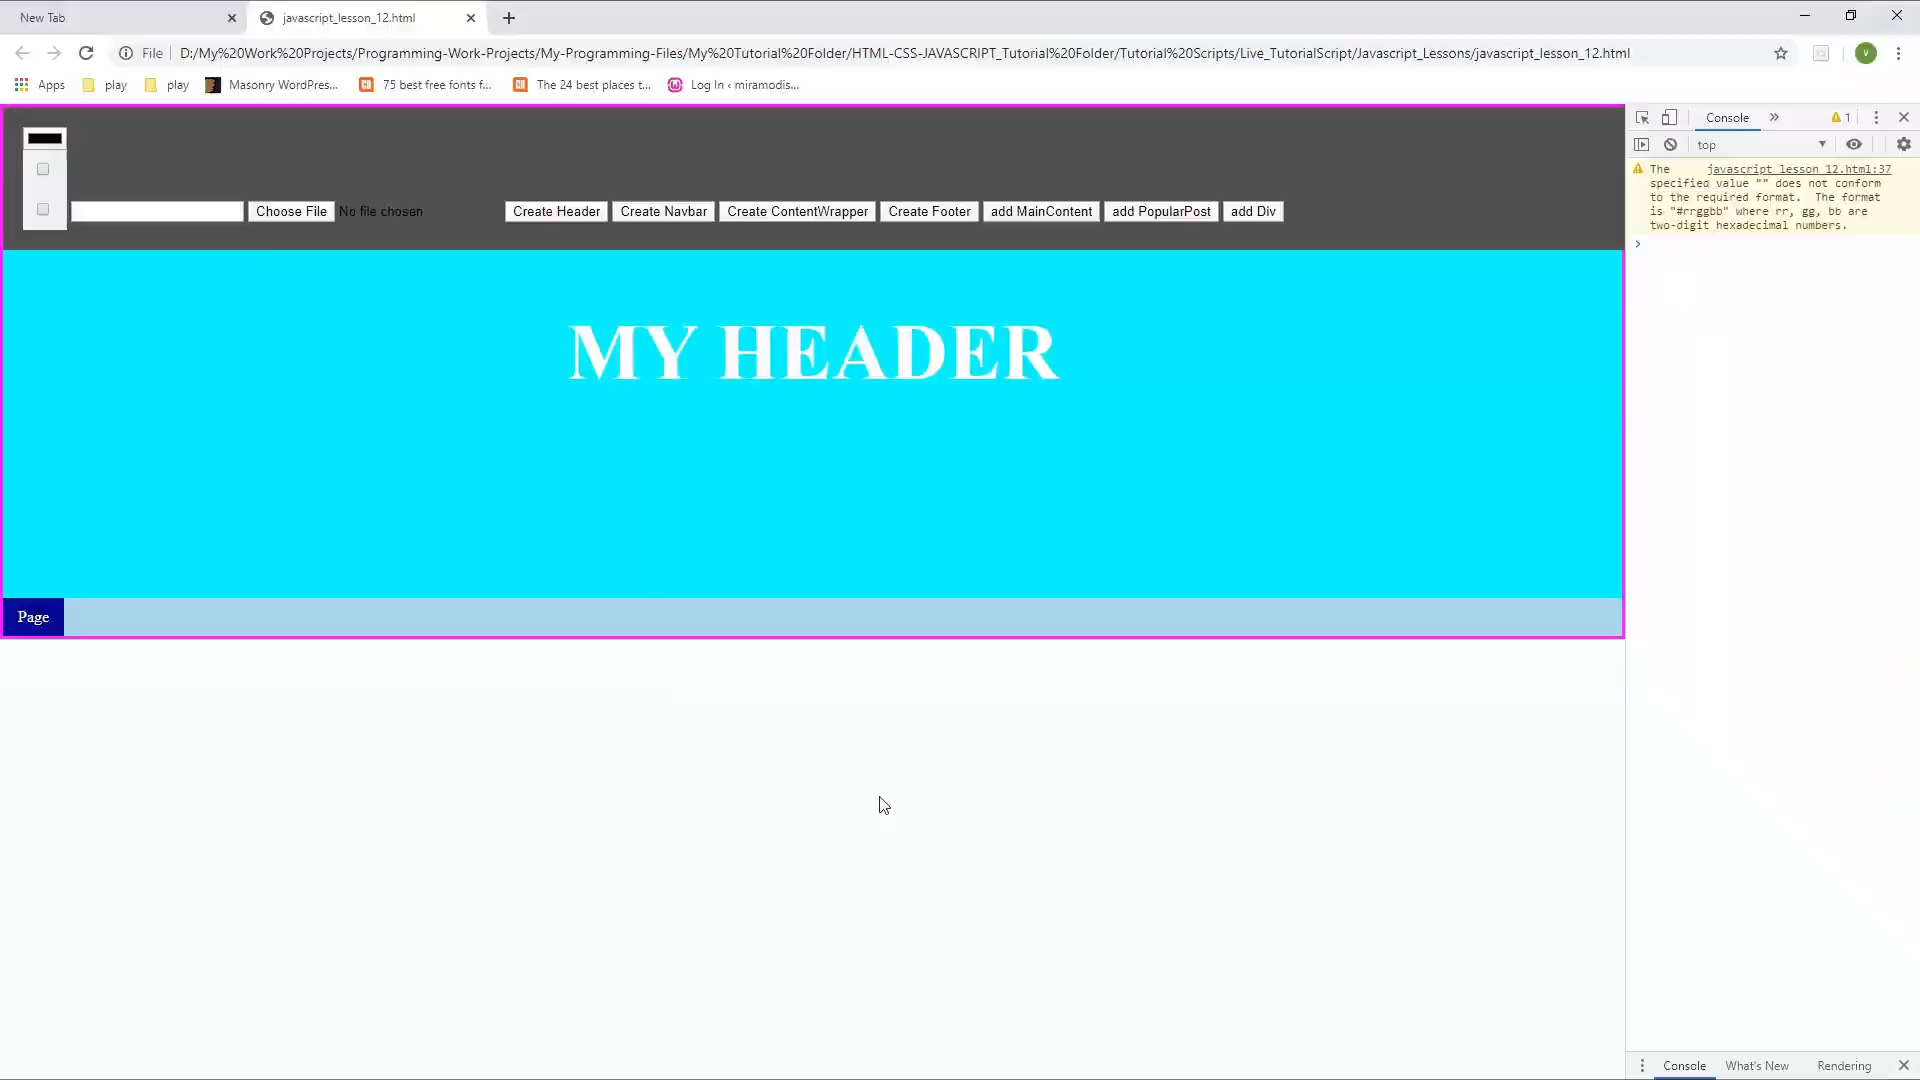 New Tab
javascript_lesson_12.html
File
D:/My%20Work%20Projects/Programming-Work-Projects/My-Programming-Files/My%20Tutorial%20Folder/HTML-CSS-JAVASCRIPT_Tutorial%20Folder/Tutorial%20Scripts/Live_TutorialScript/Javascript_Lessons/javascript_lesson_12.html
V
Apps
play
play
Masonry WordPres...
75 best free fonts f...
The 24 best places t...
Log In ‹ miramodis...
Console
1
top
The javascript_lesson_12.html:37
specified value "" does not conform
to the required format. The format
is "#rrggbb" where rr, gg, bb are
two-digit hexadecimal numbers.
Choose File No file chosen
Create Header
Create Navbar
Create ContentWrapper
Create Footer
add MainContent
add PopularPost
add Div
MY HEADER
Page
Console
What's New
Rendering